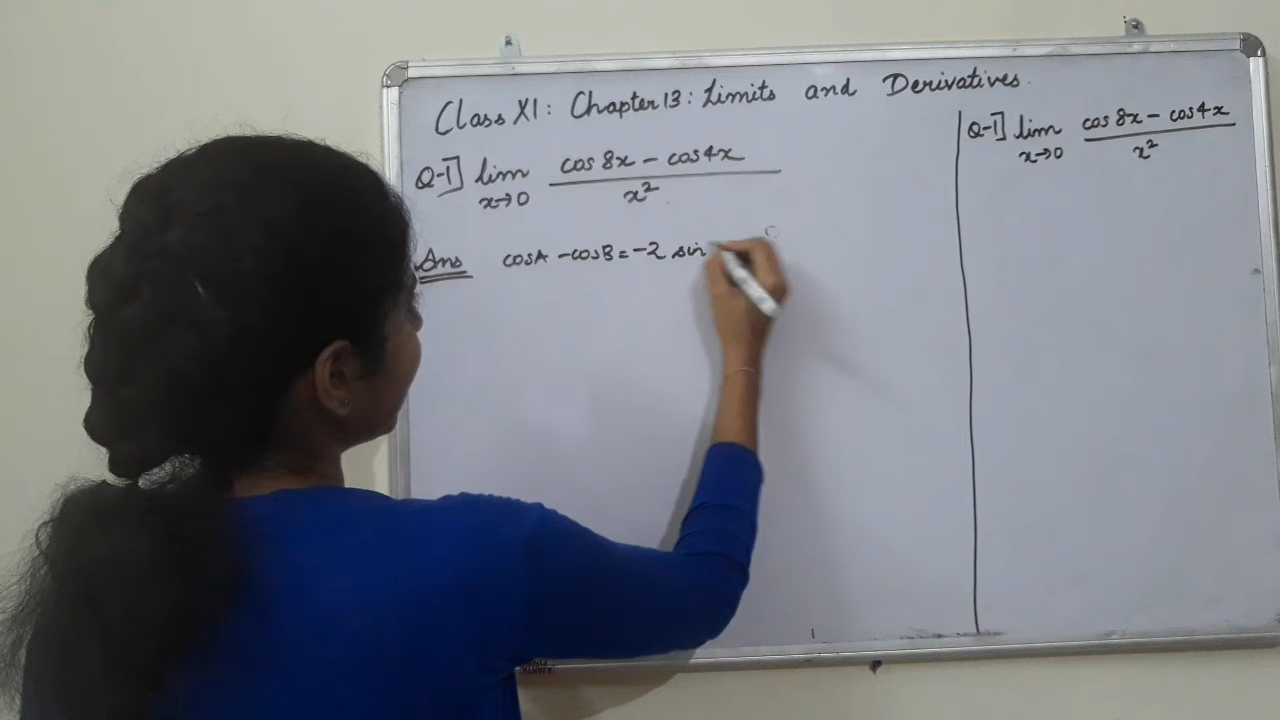 Class XI: Chapter 13: Limits and Derivatives.
Q-1] lim x→0 cos 8x - cos 4x / x²
Ans cosA - cosB = -2 sin
Q-1] lim x→0 cos 8x - cos 4x / x²